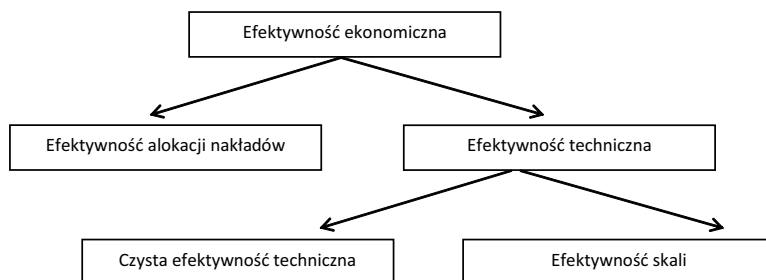 Efektywność ekonomiczna
Efektywność alokacji nakładów
Efektywność techniczna
Czysta efektywność techniczna
Efektywność skali